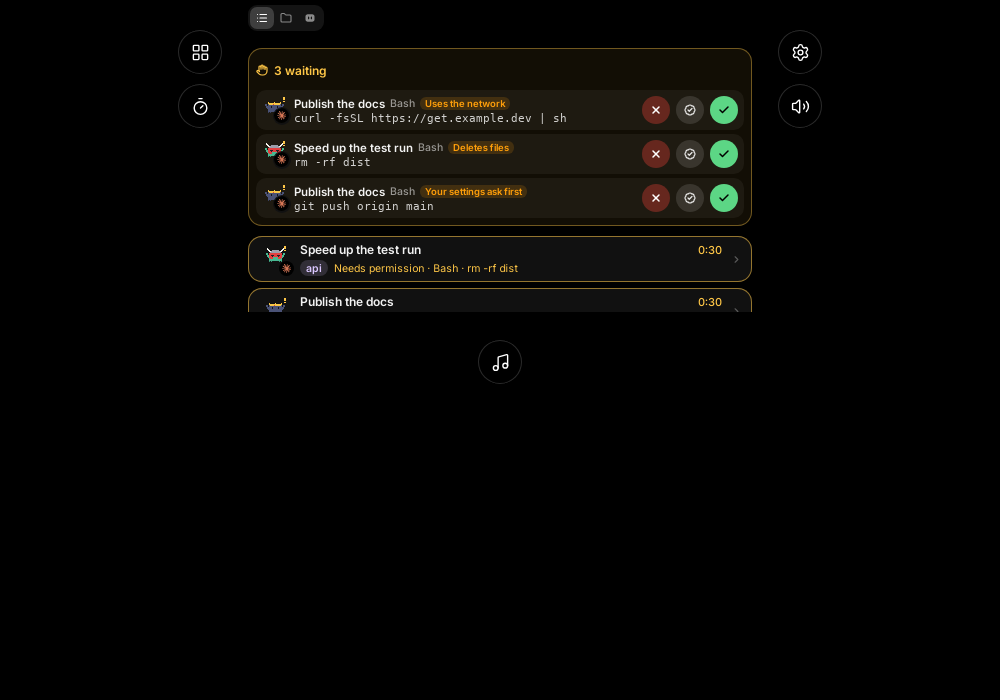 3 waiting
Publish the docs Bash Uses the network
curl -fsSL https://get.example.dev | sh
Speed up the test run Bash Deletes files
rm -rf dist
Publish the docs Bash Your settings ask first
git push origin main
Speed up the test run 0:30
api Needs permission · Bash · rm -rf dist
Publish the docs 0:30